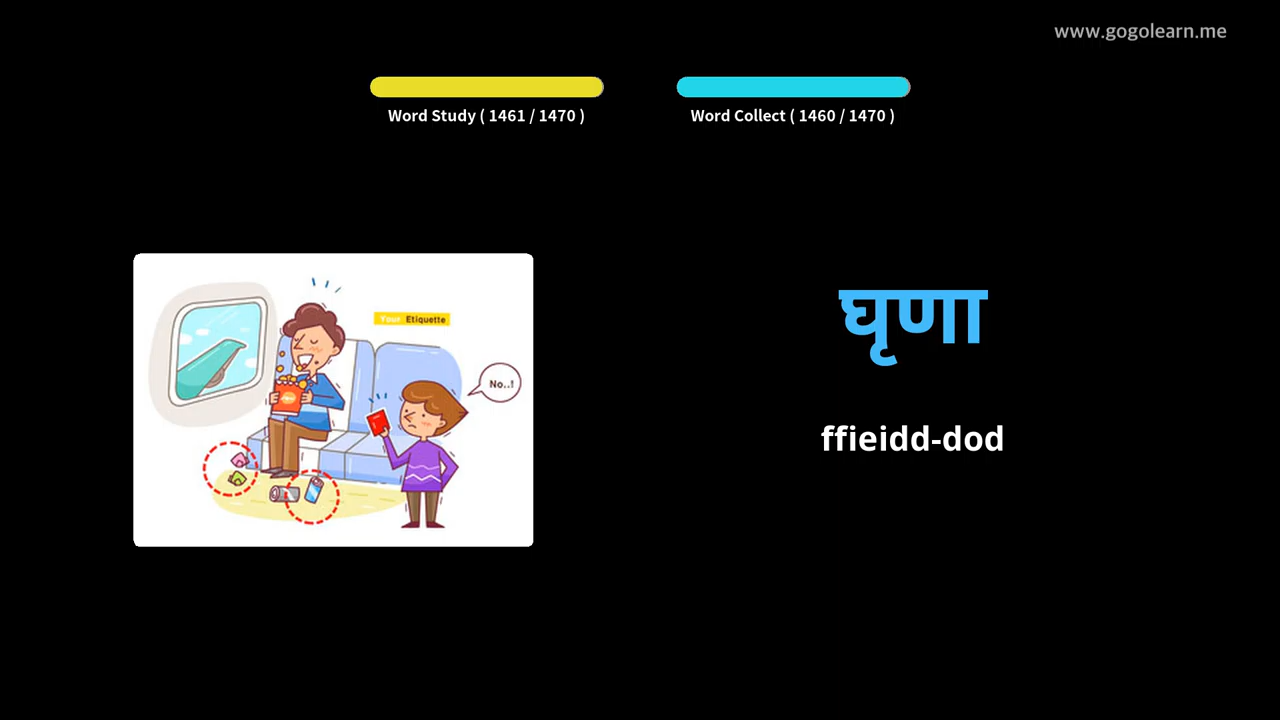 www.gogolearn.me
Word Study ( 1461 / 1470 )
Word Collect ( 1460 / 1470 )
Your Etiquette
No..!
घृणा
ffieidd-dod